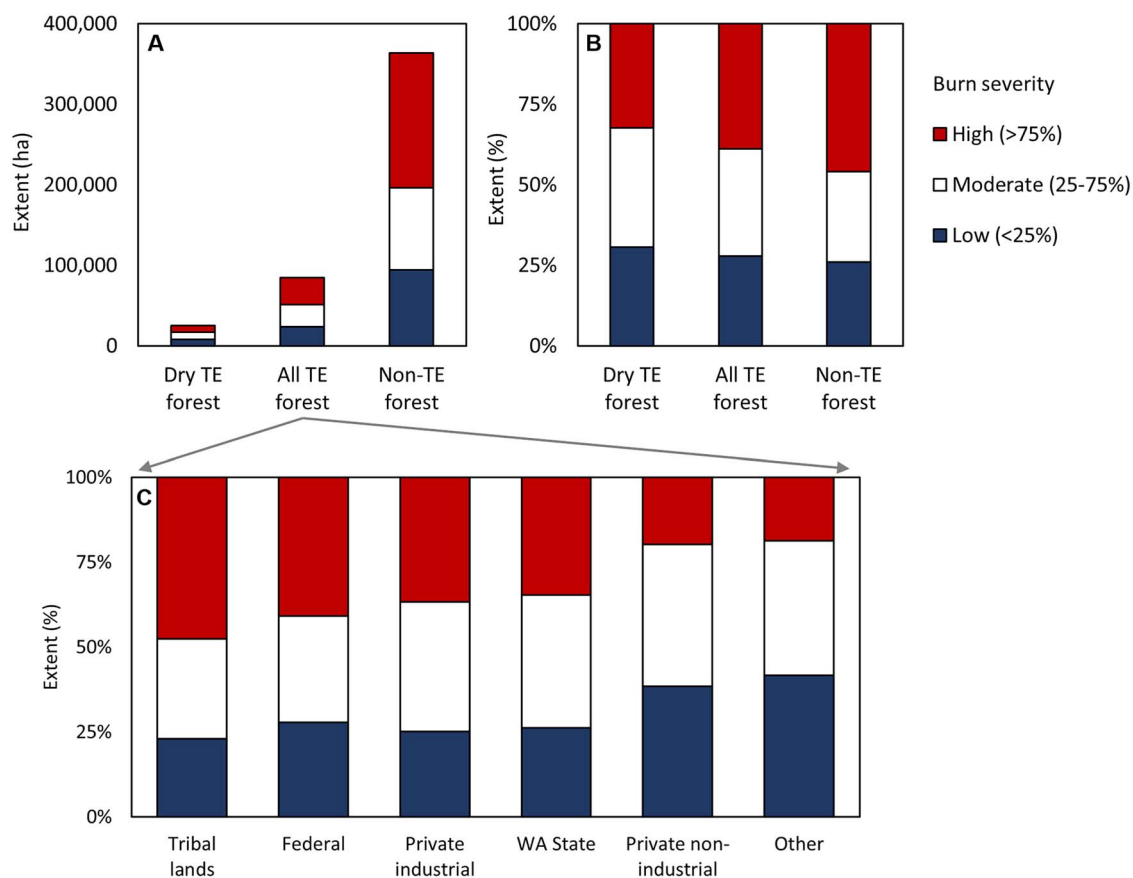 A
400,000
300,000
200,000
100,000
0
Extent (ha)
Dry TE
forest
All TE
forest
Non-TE
forest
B
100%
75%
50%
25%
0%
Extent (%)
Dry TE
forest
All TE
forest
Non-TE
forest
Burn severity
High (>75%)
Moderate (25-75%)
Low (<25%)
C
100%
75%
50%
25%
0%
Extent (%)
Tribal
lands
Federal
Private
industrial
WA State
Private non-
industrial
Other